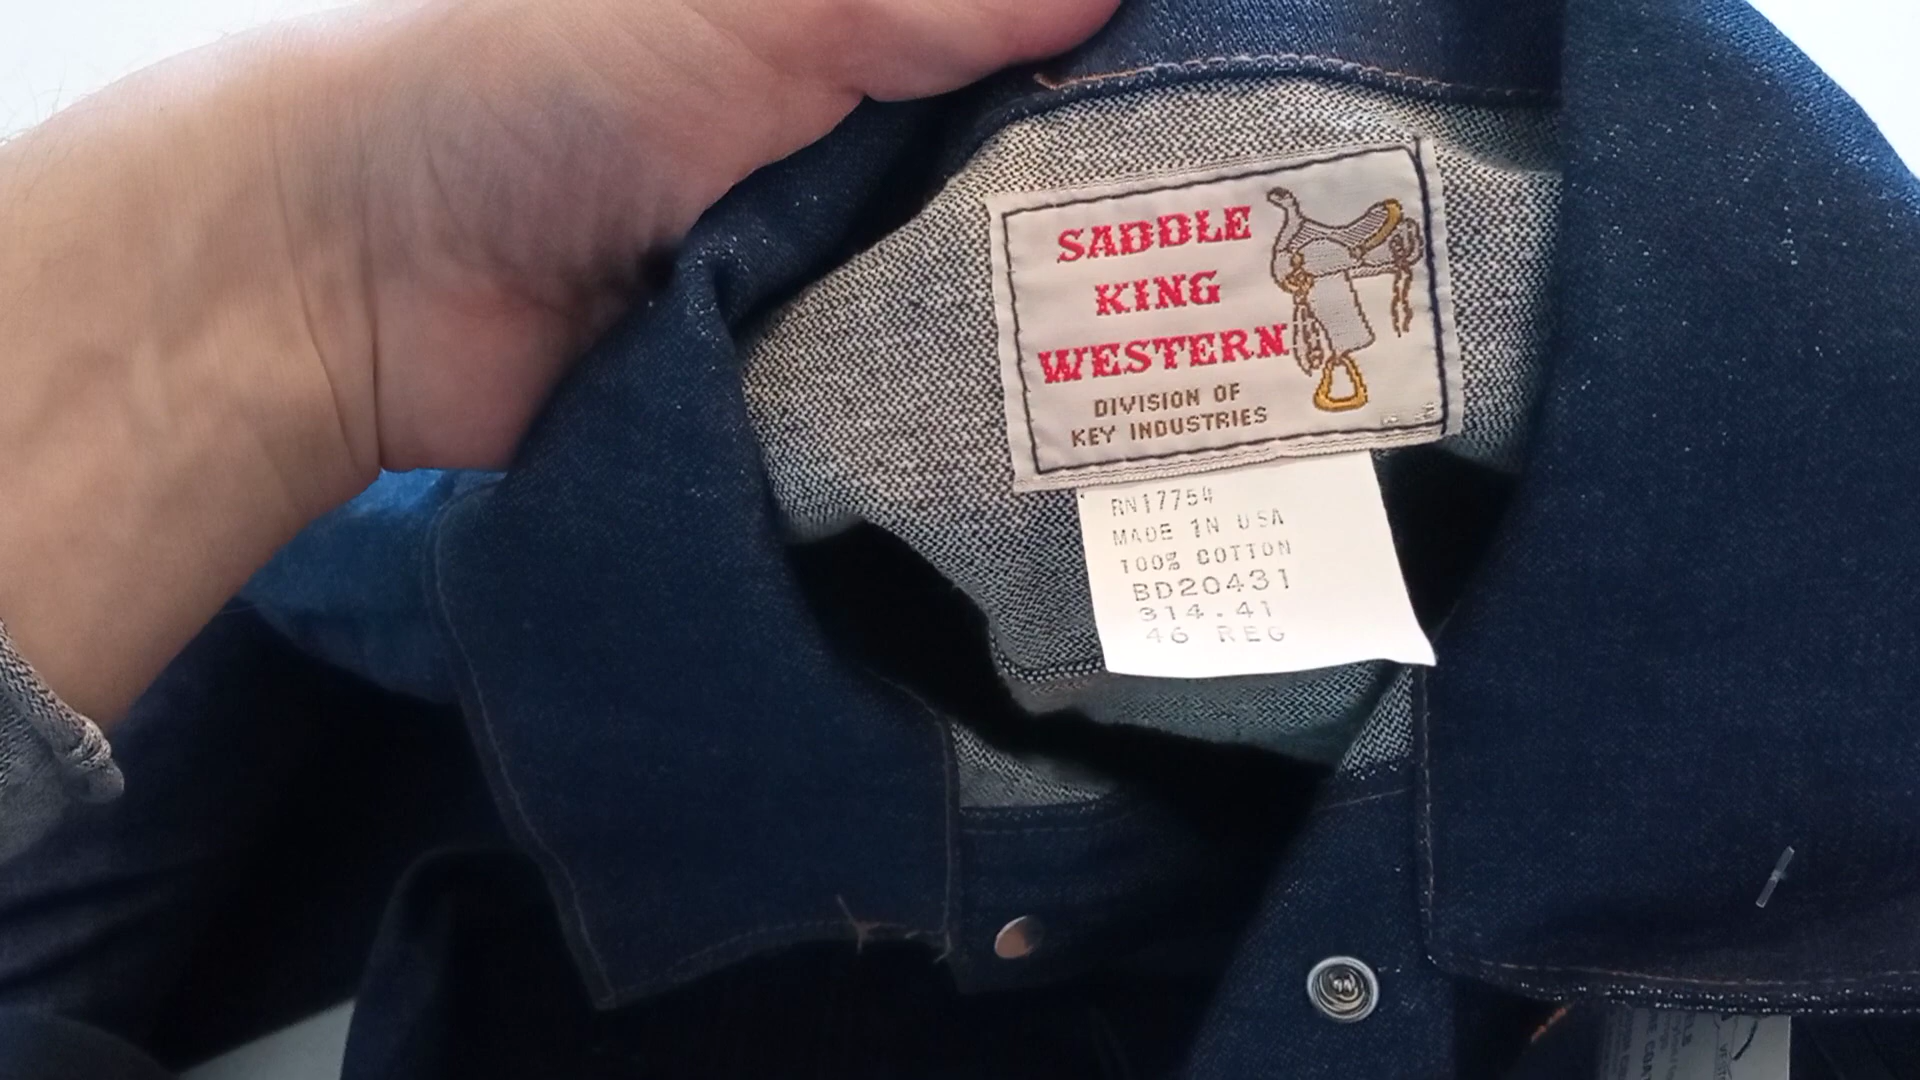 SADDLE
KING
WESTERN
DIVISION OF
KEY INDUSTRIES
RN17754
MADE IN USA
100% COTTON
BD20431
314.41
46 REG